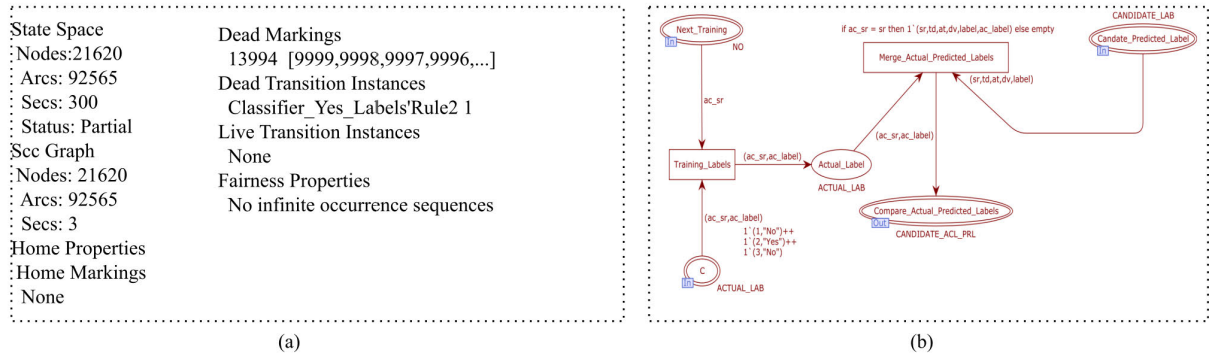 State Space
Nodes:21620
Arcs: 92565
Secs: 300
Status: Partial
Scc Graph
Nodes: 21620
Arcs: 92565
Secs: 3
Home Properties
Home Markings
None
Dead Markings
13994 [9999,9998,9997,9996,...]
Dead Transition Instances
Classifier_Yes_Labels'Rule2 1
Live Transition Instances
None
Fairness Properties
No infinite occurrence sequences
(a)
Next_Training
In
NO
if ac_sr = sr then 1`(sr,td,at,dv,label,ac_label) else empty
CANDIDATE_LAB
Candate_Predicted_Label
In
Merge_Actual_Predicted_Labels
(sr,td,at,dv,label)
ac_sr
(ac_sr,ac_label)
Training_Labels
(ac_sr,ac_label)
Actual_Label
ACTUAL_LAB
Compare_Actual_Predicted_Labels
Out
CANDIDATE_ACL_PRL
(ac_sr,ac_label)
1`(1,"No")++
1`(2,"Yes")++
1`(3,"No")
C
In
ACTUAL_LAB
(b)